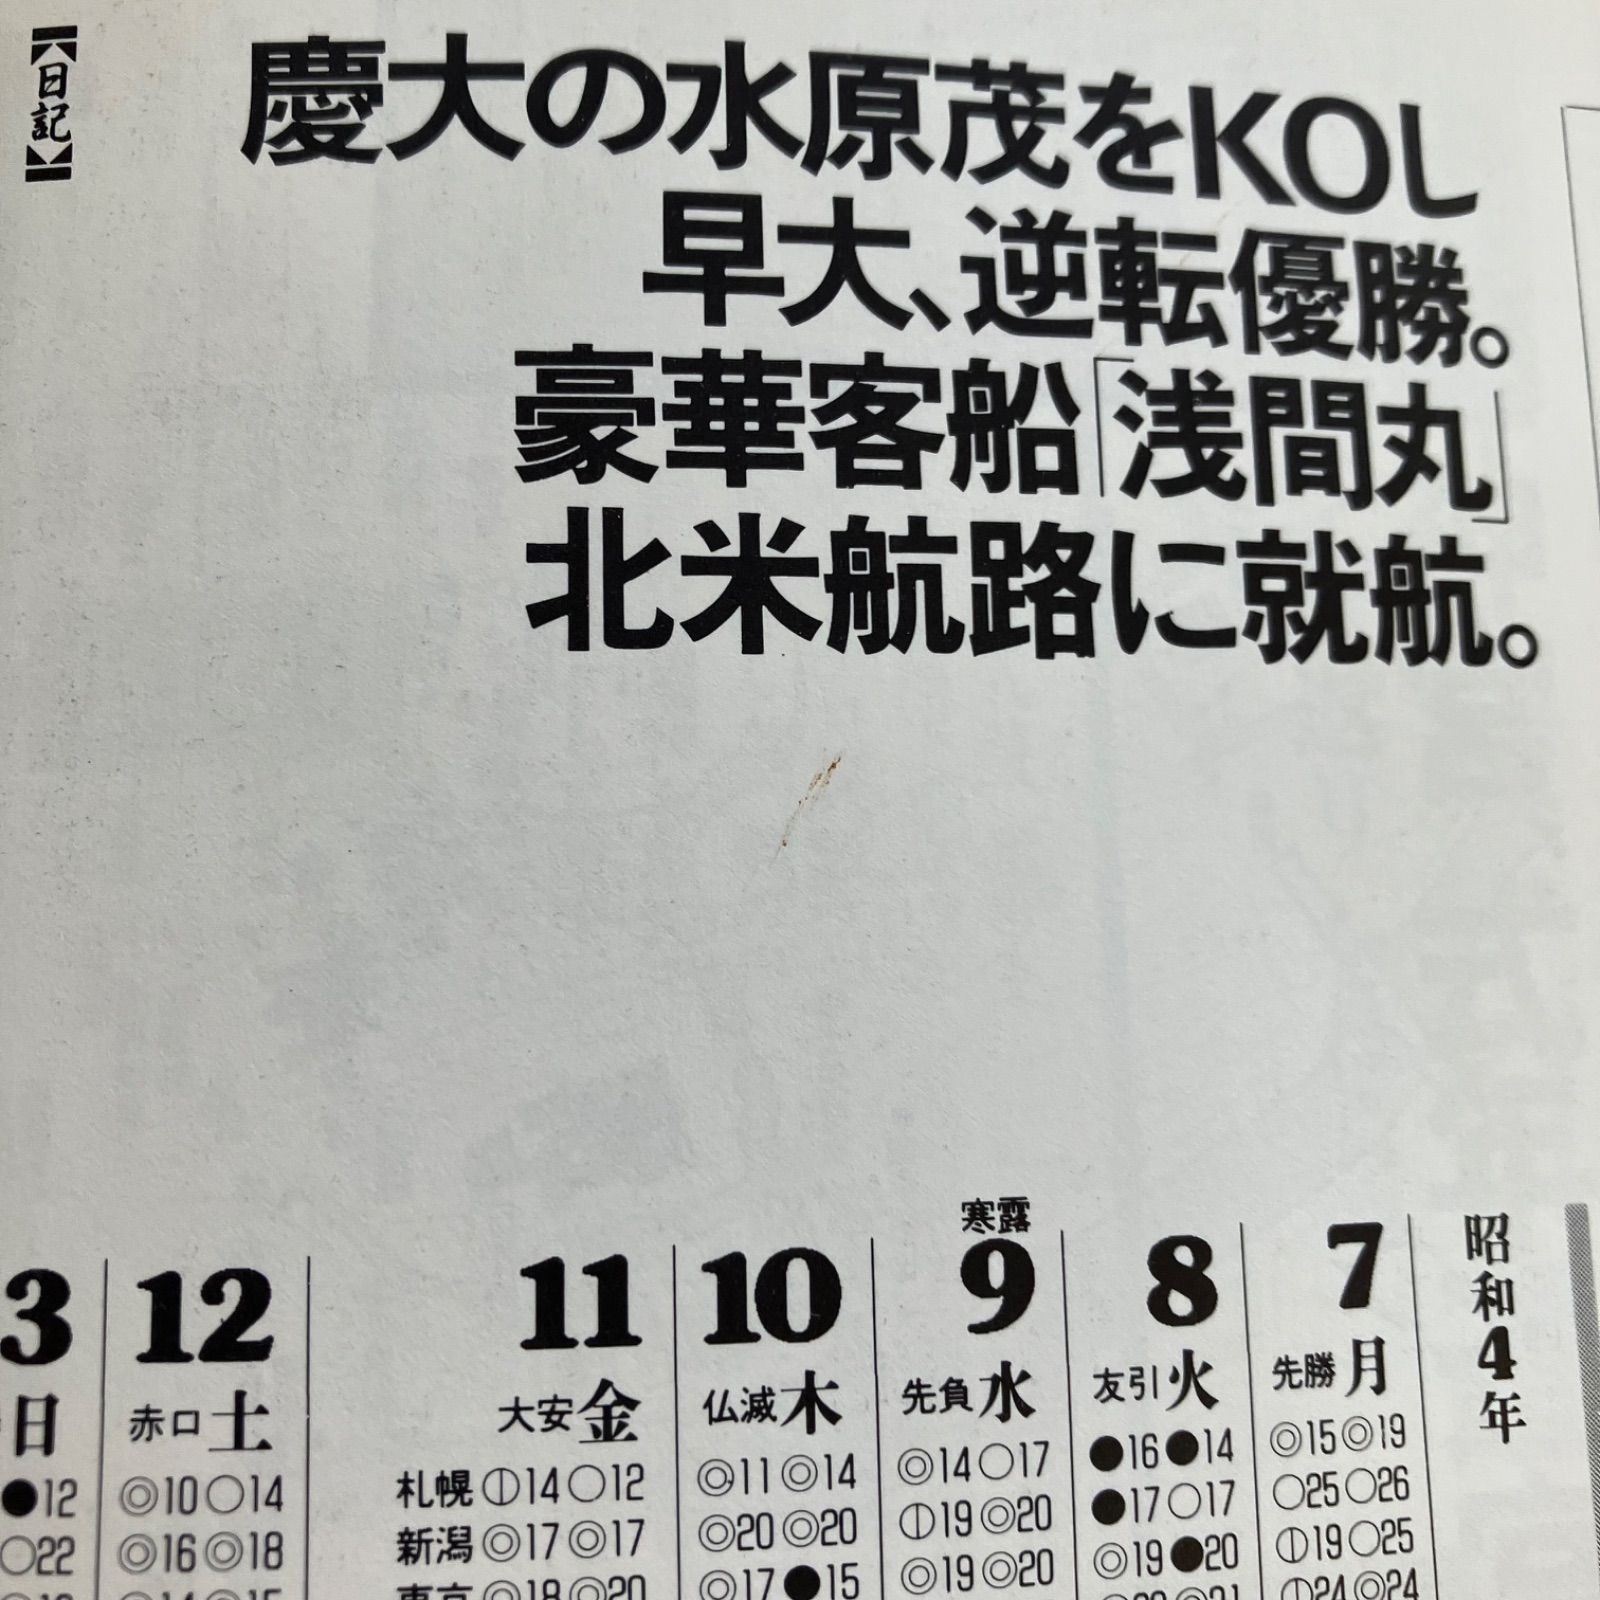 【日記】
慶大の水原茂をKOし
早大、逆転優勝。
豪華客船「浅間丸」
北米航路に就航。
昭和4年
7
月
先勝
◎15◎19
○25○26
⦶19○25
⦶24◎24
8
火
友引
●16●14
●17○17
◎19●20
寒露
9
水
先負
◎14○17
⦶19◎20
◎19◎20
10
木
仏滅
◎11◎14
◎20◎20
◎17●15
11
金
大安
札幌⦶14○12
新潟◎17◎17
東京◎18◎20
12
土
赤口
◎10○14
◎16◎18
3
日
●12
○22